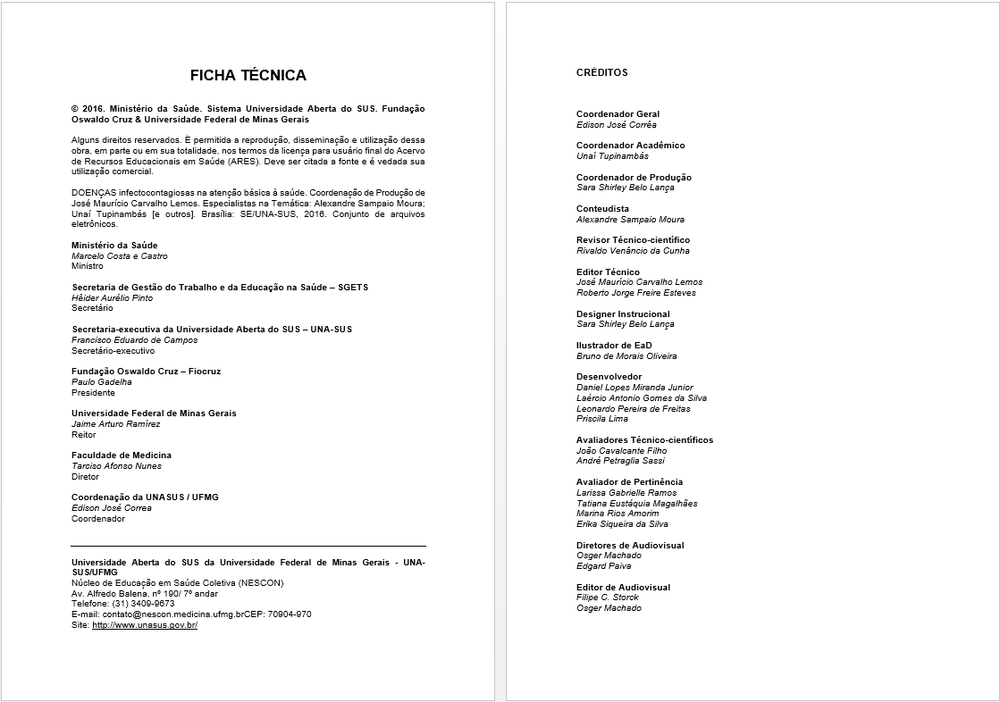 FICHA TÉCNICA
© 2016. Ministério da Saúde. Sistema Universidade Aberta do SUS. Fundação
Oswaldo Cruz & Universidade Federal de Minas Gerais
Alguns direitos reservados. É permitida a reprodução, disseminação e utilização dessa
obra, em parte ou em sua totalidade, nos termos da licença para usuário final do Acervo
de Recursos Educacionais em Saúde (ARES). Deve ser citada a fonte e é vedada sua
utilização comercial.
DOENÇAS infectocontagiosas na atenção básica à saúde. Coordenação de Produção de
José Maurício Carvalho Lemos. Especialistas na Temática: Alexandre Sampaio Moura;
Unaí Tupinambás [e outros]. Brasília: SE/UNA-SUS, 2016. Conjunto de arquivos
eletrônicos.
Ministério da Saúde
Marcelo Costa e Castro
Ministro
Secretaria de Gestão do Trabalho e da Educação na Saúde – SGETS
Hêider Aurélio Pinto
Secretário
Secretaria-executiva da Universidade Aberta do SUS – UNA-SUS
Francisco Eduardo de Campos
Secretário-executivo
Fundação Oswaldo Cruz – Fiocruz
Paulo Gadelha
Presidente
Universidade Federal de Minas Gerais
Jaime Arturo Ramírez
Reitor
Faculdade de Medicina
Tarciso Afonso Nunes
Diretor
Coordenação da UNASUS / UFMG
Edison José Correa
Coordenador
Universidade Aberta do SUS da Universidade Federal de Minas Gerais - UNA-
SUS/UFMG
Núcleo de Educação em Saúde Coletiva (NESCON)
Av. Alfredo Balena, nº 190/ 7º andar
Telefone: (31) 3409-9673
E-mail: contato@nescon.medicina.ufmg.brCEP: 70904-970
Site: http://www.unasus.gov.br/
CRÉDITOS
Coordenador Geral
Edison José Corrêa
Coordenador Acadêmico
Unaí Tupinambás
Coordenador de Produção
Sara Shirley Belo Lança
Conteudista
Alexandre Sampaio Moura
Revisor Técnico-científico
Rivaldo Venâncio da Cunha
Editor Técnico
José Maurício Carvalho Lemos
Roberto Jorge Freire Esteves
Designer Instrucional
Sara Shirley Belo Lança
Ilustrador de EaD
Bruno de Morais Oliveira
Desenvolvedor
Daniel Lopes Miranda Junior
Laércio Antonio Gomes da Silva
Leonardo Pereira de Freitas
Priscila Lima
Avaliadores Técnico-científicos
João Cavalcante Filho
André Petraglia Sassi
Avaliador de Pertinência
Larissa Gabrielle Ramos
Tatiana Eustáquia Magalhães
Marina Rios Amorim
Erika Siqueira da Silva
Diretores de Audiovisual
Osger Machado
Edgard Paiva
Editor de Audiovisual
Filipe C. Storck
Osger Machado